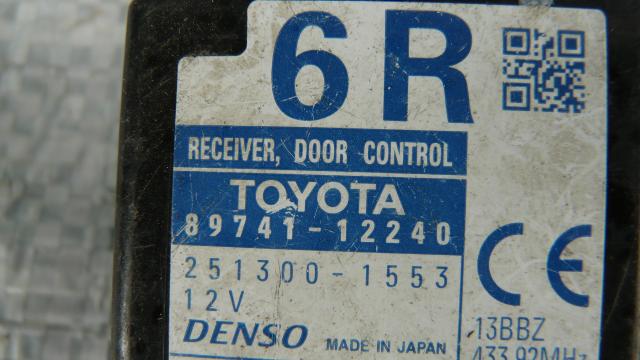 6R
RECEIVER, DOOR CONTROL
TOYOTA
89741-12240
251300-1553
12V
DENSO MADE IN JAPAN
CE
13BBZ
433.92MHz